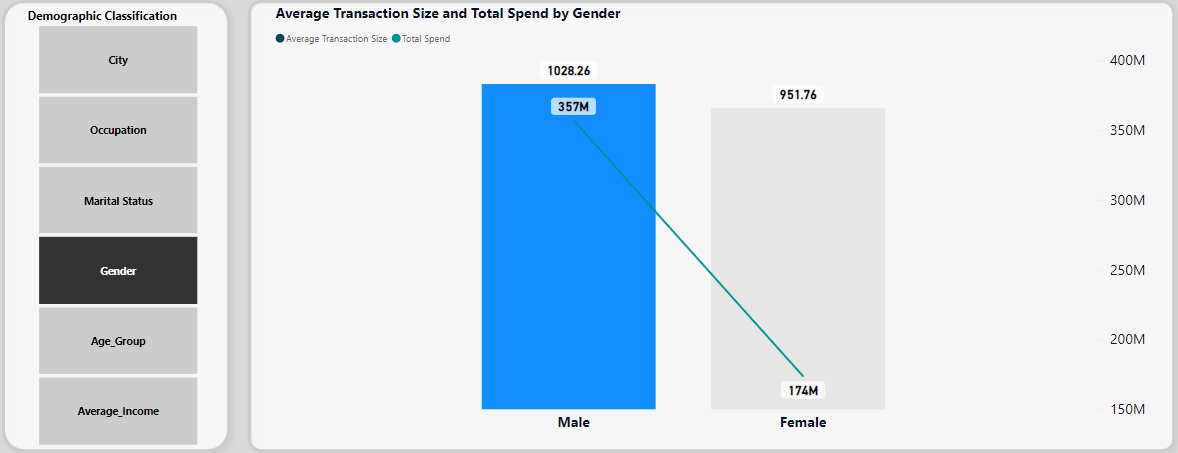 Demographic Classification
City
Occupation
Marital Status
Gender
Age_Group
Average_Income
Average Transaction Size and Total Spend by Gender
Average Transaction Size Total Spend
1028.26
357M
951.76
174M
Male
Female
400M
350M
300M
250M
200M
150M